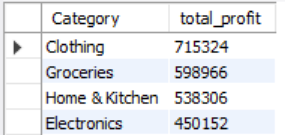 Category total_profit
Clothing 715324
Groceries 598966
Home & Kitchen 538306
Electronics 450152